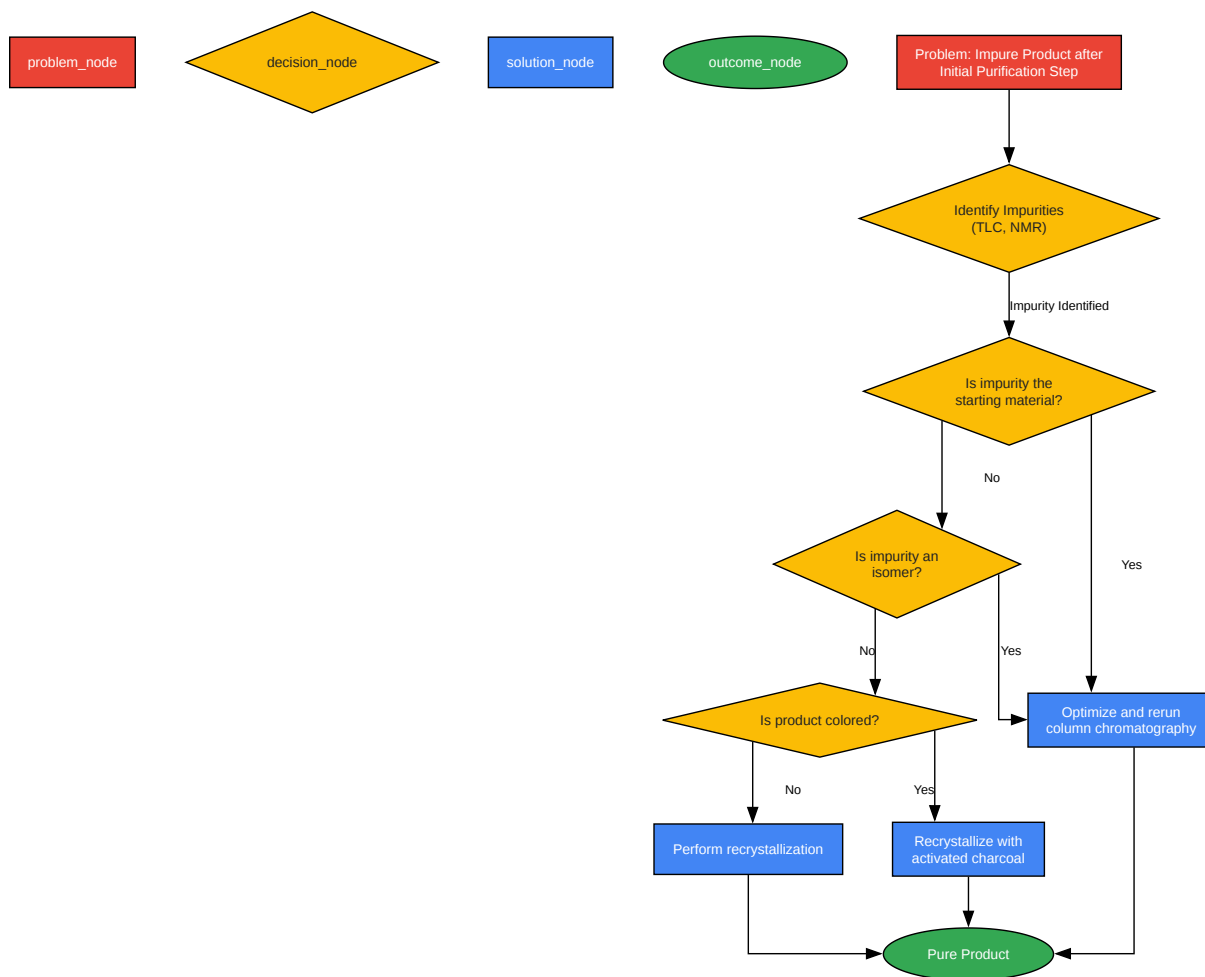 problem_node
decision_node
solution_node
outcome_node
Problem: Impure Product after
Initial Purification Step
Identify Impurities
(TLC, NMR)
Impurity Identified
Is impurity the
starting material?
No
Yes
Is impurity an
isomer?
No
Yes
Is product colored?
Optimize and rerun
column chromatography
No
Yes
Perform recrystallization
Recrystallize with
activated charcoal
Pure Product